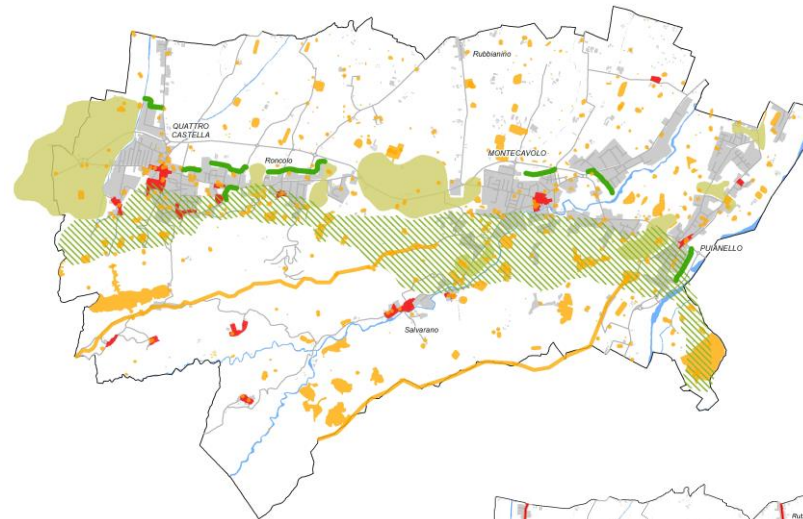 Rubbianino
QUATTRO
CASTELLA
Roncolo
MONTECAVOLO
PUIANELLO
Salvarano